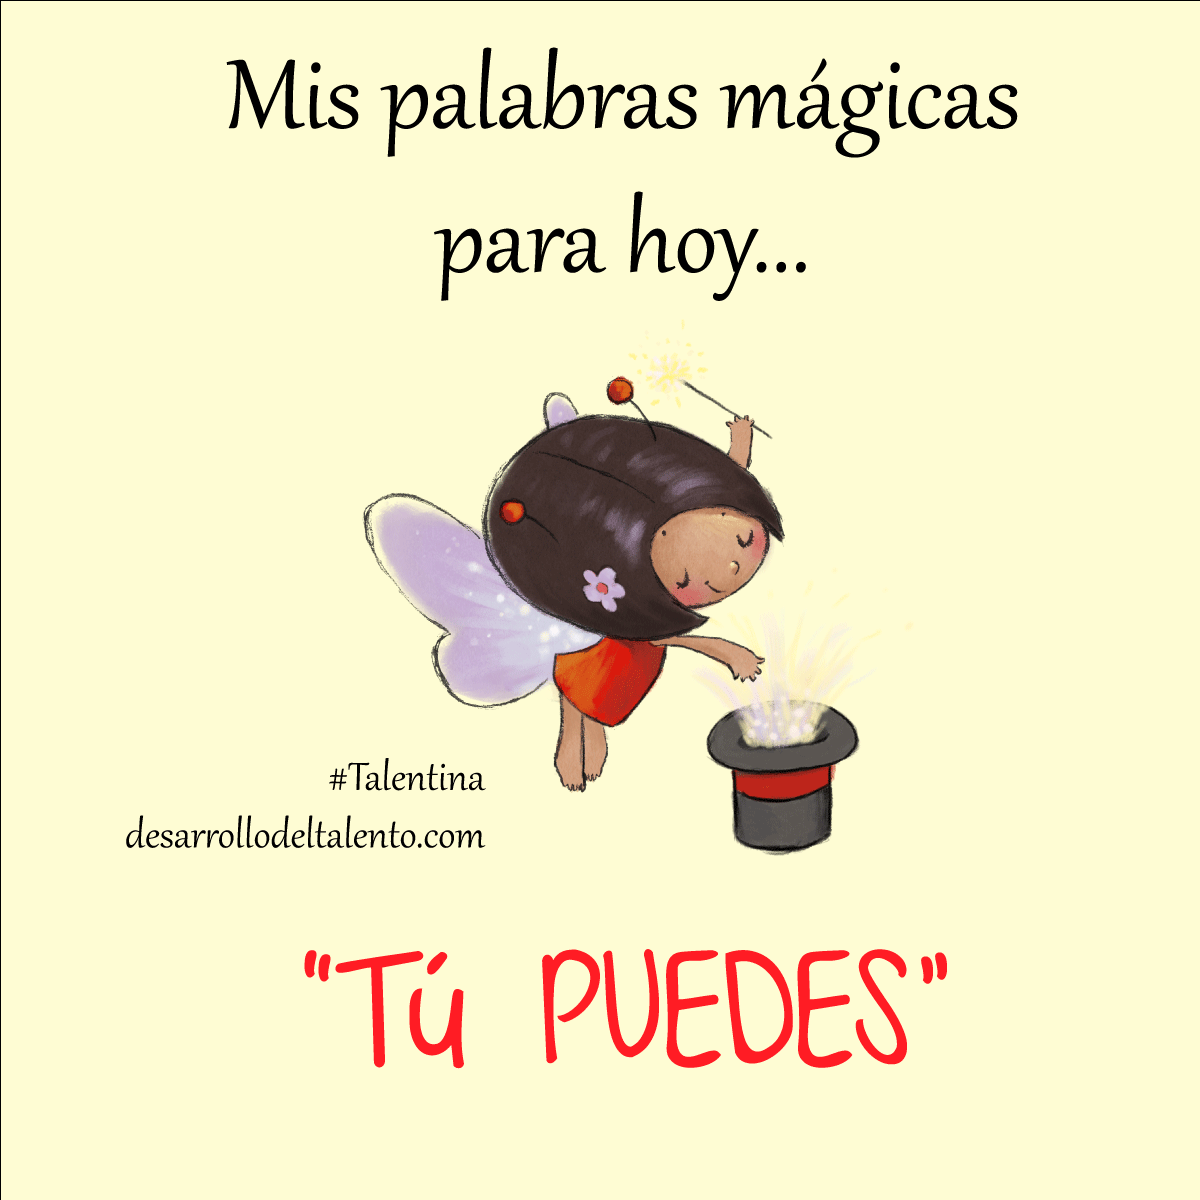 Mis palabras mágicas
para hoy...
#Talentina
desarrollodeltalento.com
"Tú PUEDES"